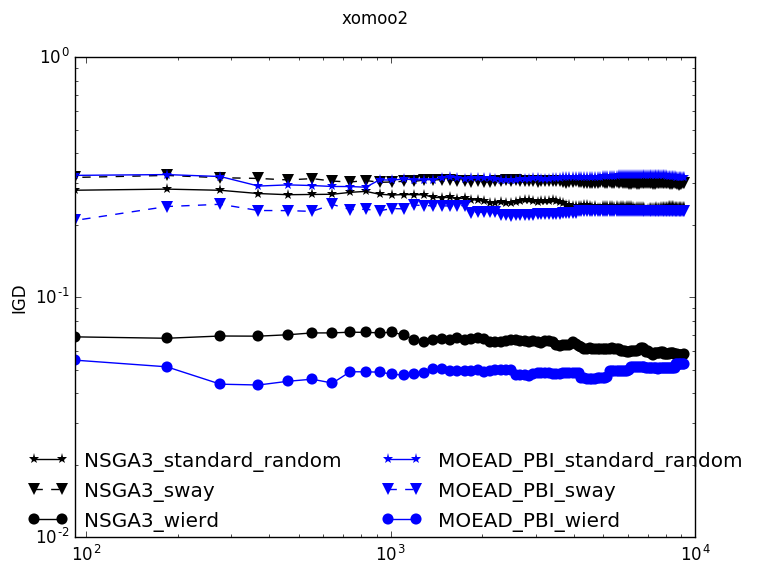 xomoo2
10^0
10^-1
10^-2
IGD
NSGA3_standard_random
NSGA3_sway
NSGA3_wierd
MOEAD_PBI_standard_random
MOEAD_PBI_sway
MOEAD_PBI_wierd
10^2
10^3
10^4